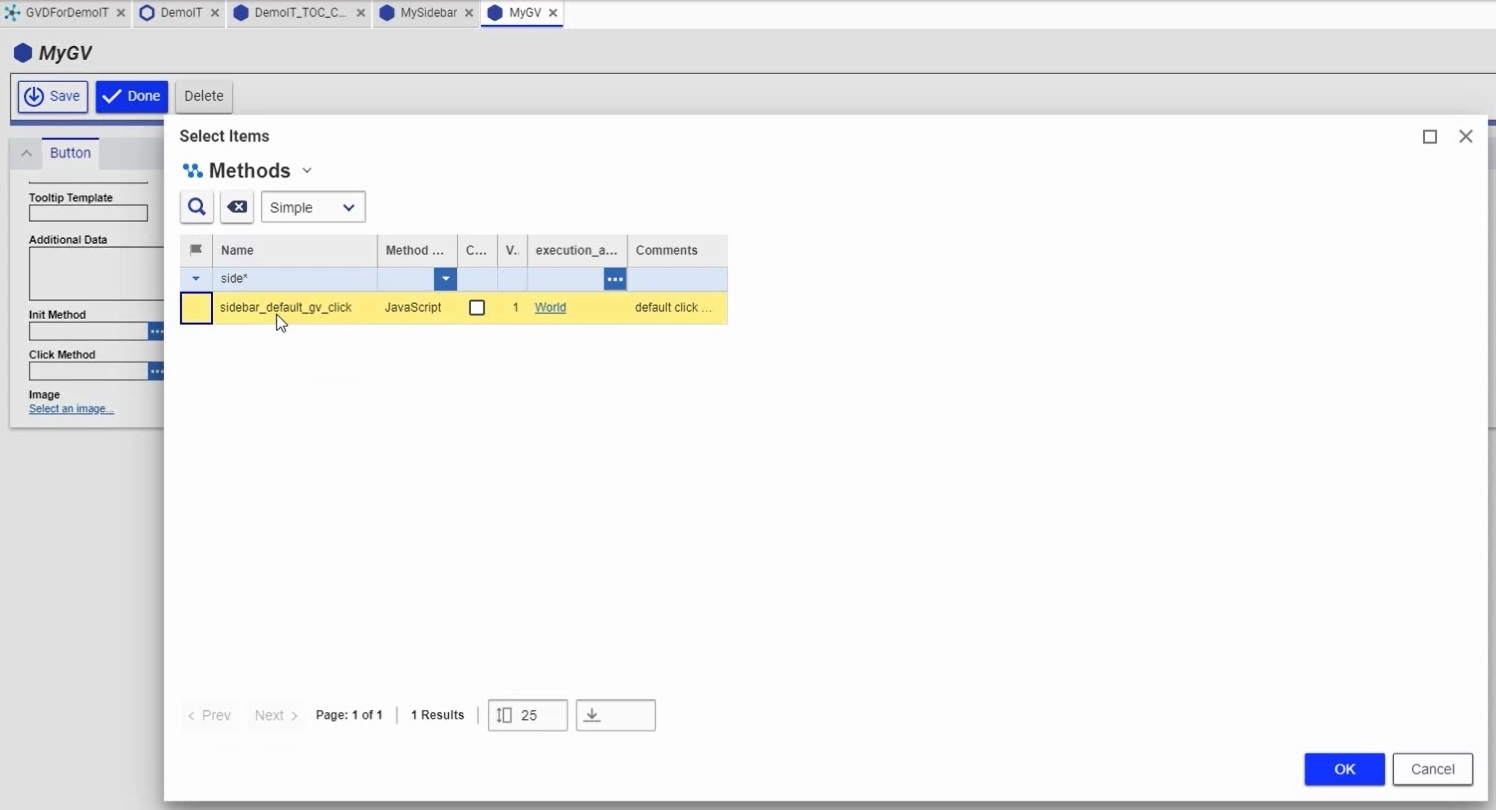 GVDForDemoIT
DemoIT
DemoIT_TOC_C...
MySidebar
MyGV
MyGV
Save
Done
Delete
Button
Tooltip Template
Additional Data
Init Method
Click Method
Image
Select an image...
Select Items
Methods
Simple
Name Method ... C... V.. execution_a... Comments
side*
sidebar_default_gv_click JavaScript 1 World default click ...
< Prev Next > Page: 1 of 1 | 1 Results | 25
OK Cancel